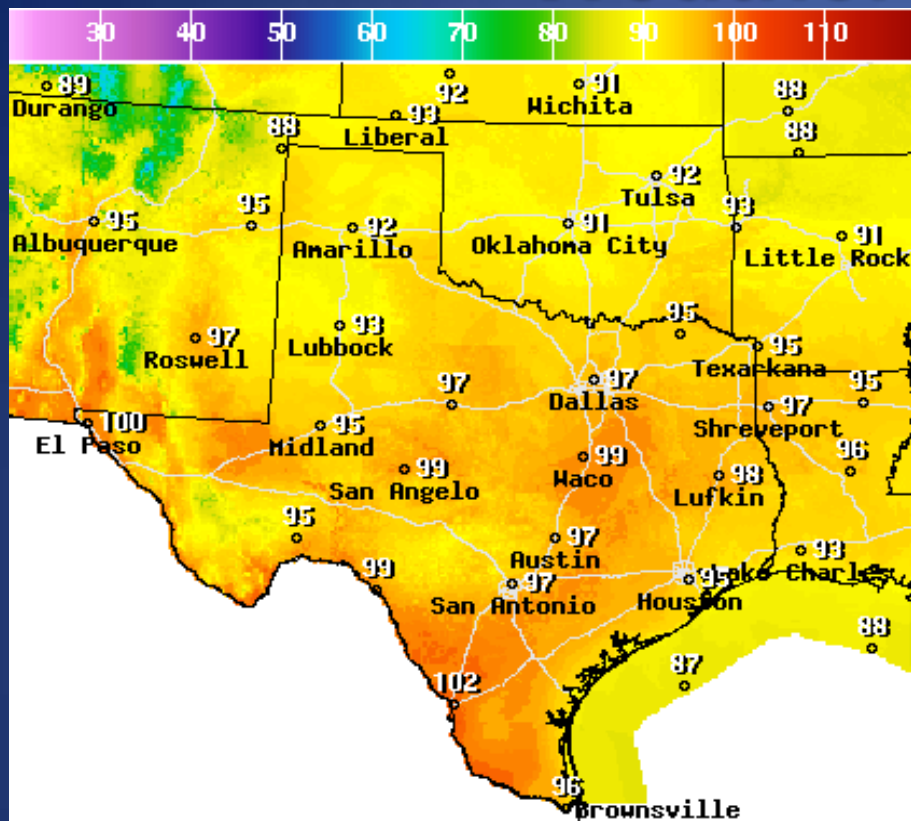 30 40 50 60 70 80 90 100 110
89 92 91 88
Durango Wichita
93
Liberal
88 88
92
Tulsa
95 95 92 91 93 91
Albuquerque Amarillo Oklahoma City Little Rock
97 93 95 95
Roswell Lubbock Texarkana
97 97 97 95
Dallas Shreveport
100 95
El Paso Midland
99 99 98 96
San Angelo Waco Lufkin
95 97 93
Austin Lake Charles
99 97 95
San Antonio Houston
88
87
102
96
Brownsville